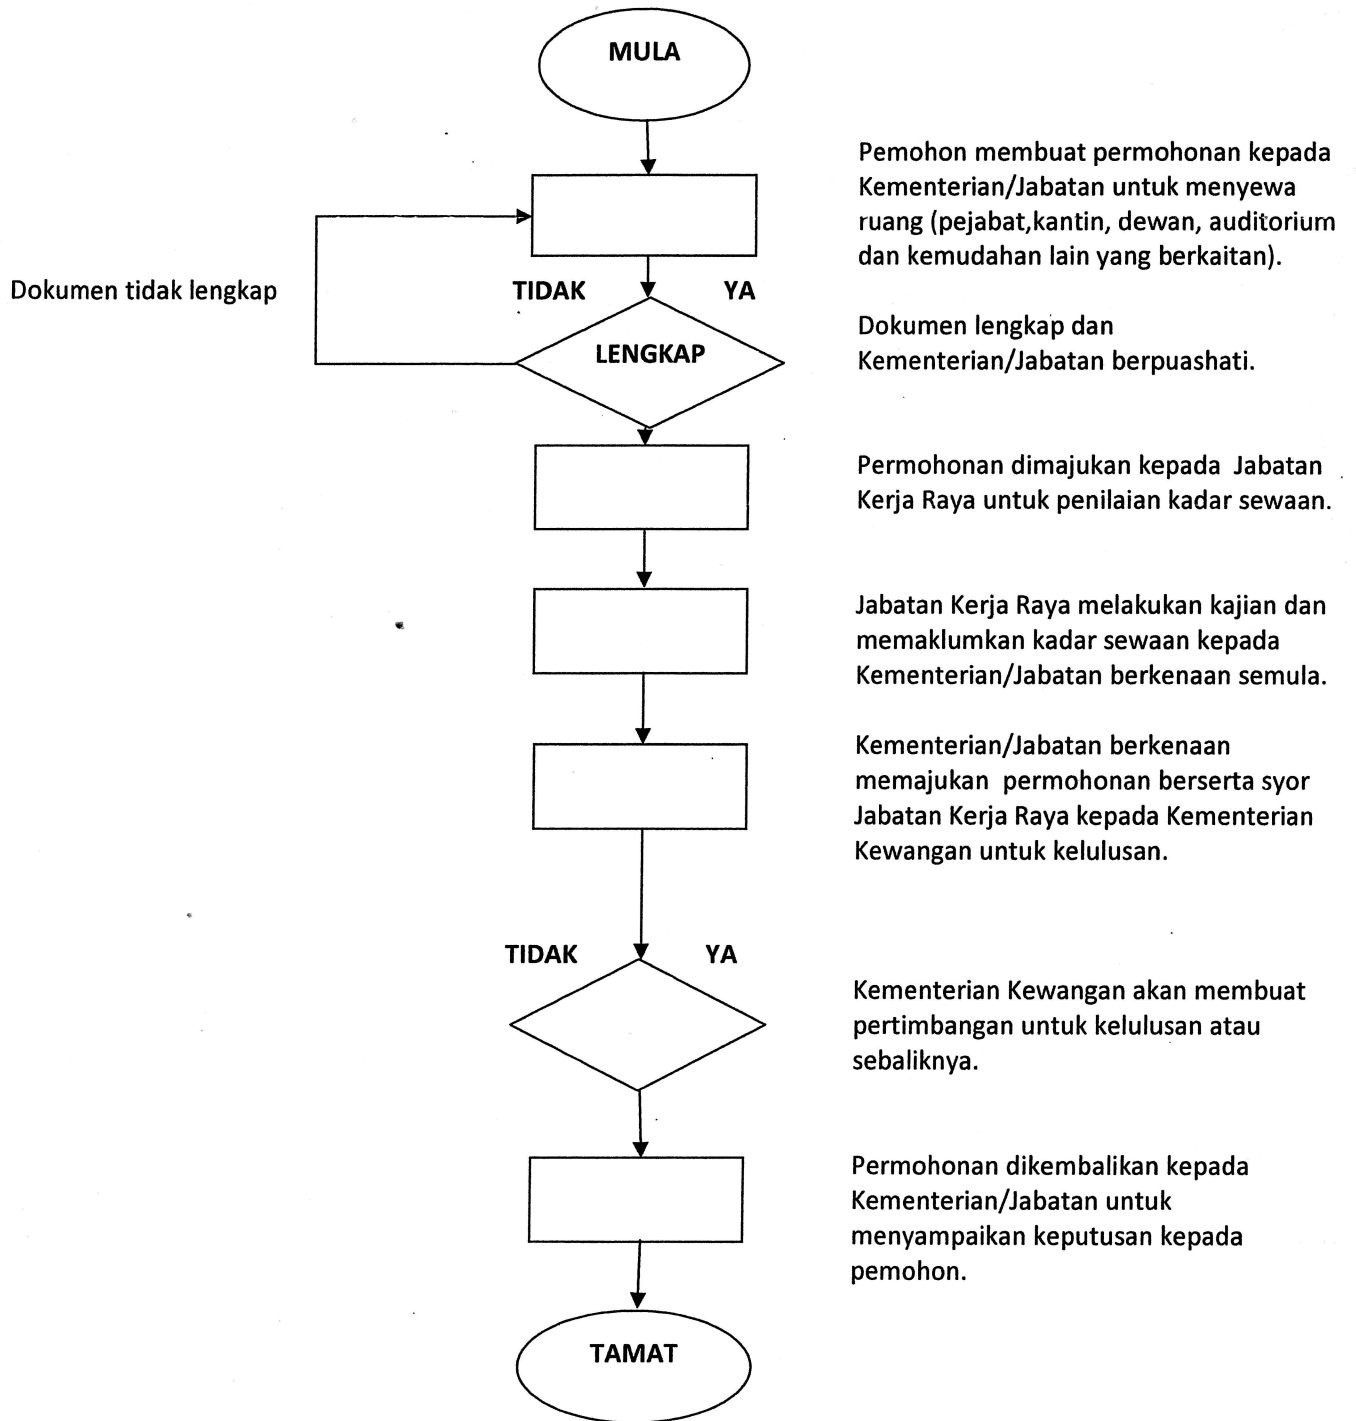 MULA
Pemohon membuat permohonan kepada
Kementerian/Jabatan untuk menyewa
ruang (pejabat,kantin, dewan, auditorium
dan kemudahan lain yang berkaitan).
Dokumen tidak lengkap
TIDAK
YA
LENGKAP
Dokumen lengkap dan
Kementerian/Jabatan berpuashati.
Permohonan dimajukan kepada Jabatan
Kerja Raya untuk penilaian kadar sewaan.
Jabatan Kerja Raya melakukan kajian dan
memaklumkan kadar sewaan kepada
Kementerian/Jabatan berkenaan semula.
Kementerian/Jabatan berkenaan
memajukan permohonan berserta syor
Jabatan Kerja Raya kepada Kementerian
Kewangan untuk kelulusan.
TIDAK
YA
Kementerian Kewangan akan membuat
pertimbangan untuk kelulusan atau
sebaliknya.
Permohonan dikembalikan kepada
Kementerian/Jabatan untuk
menyampaikan keputusan kepada
pemohon.
TAMAT